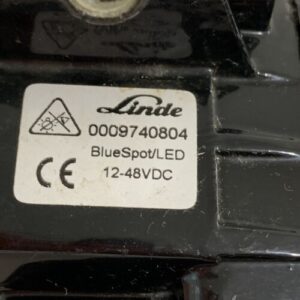 Linde
0009740804
BlueSpot/LED
CE 12-48VDC